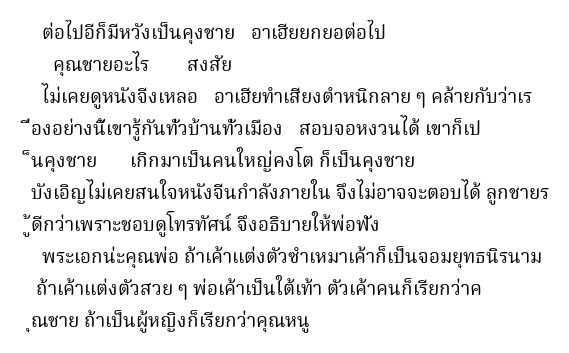 ต่อไปอีก็มีหวังเป็นคุงชาย อาเฮียยกยอต่อไป
คุณชายอะไร สงสัย
ไม่เคยดูหนังจีงเหลอ อาเฮียทำเสียงตำหนิกลาย ๆ คล้ายกับว่าเร
ื่องอย่างนี้เขารู้กันทั่วบ้านทั่วเมือง สอบจอหงวนได้ เขาก็เป
็นคุงชาย เกิกมาเป็นคนใหญ่คงโต ก็เป็นคุงชาย
บังเอิญไม่เคยสนใจหนังจีนกำลังภายใน จึงไม่อาจจะตอบได้ ลูกชายร
ู้ดีกว่าเพราะชอบดูโทรทัศน์ จึงอธิบายให้พ่อฟัง
พระเอกน่ะคุณพ่อ ถ้าเค้าแต่งตัวซำเหมาเค้าก็เป็นจอมยุทธนิรนาม
ถ้าเค้าแต่งตัวสวย ๆ พ่อเค้าเป็นใต้เท้า ตัวเค้าคนก็เรียกว่าค
ุณชาย ถ้าเป็นผู้หญิงก็เรียกว่าคุณหนู